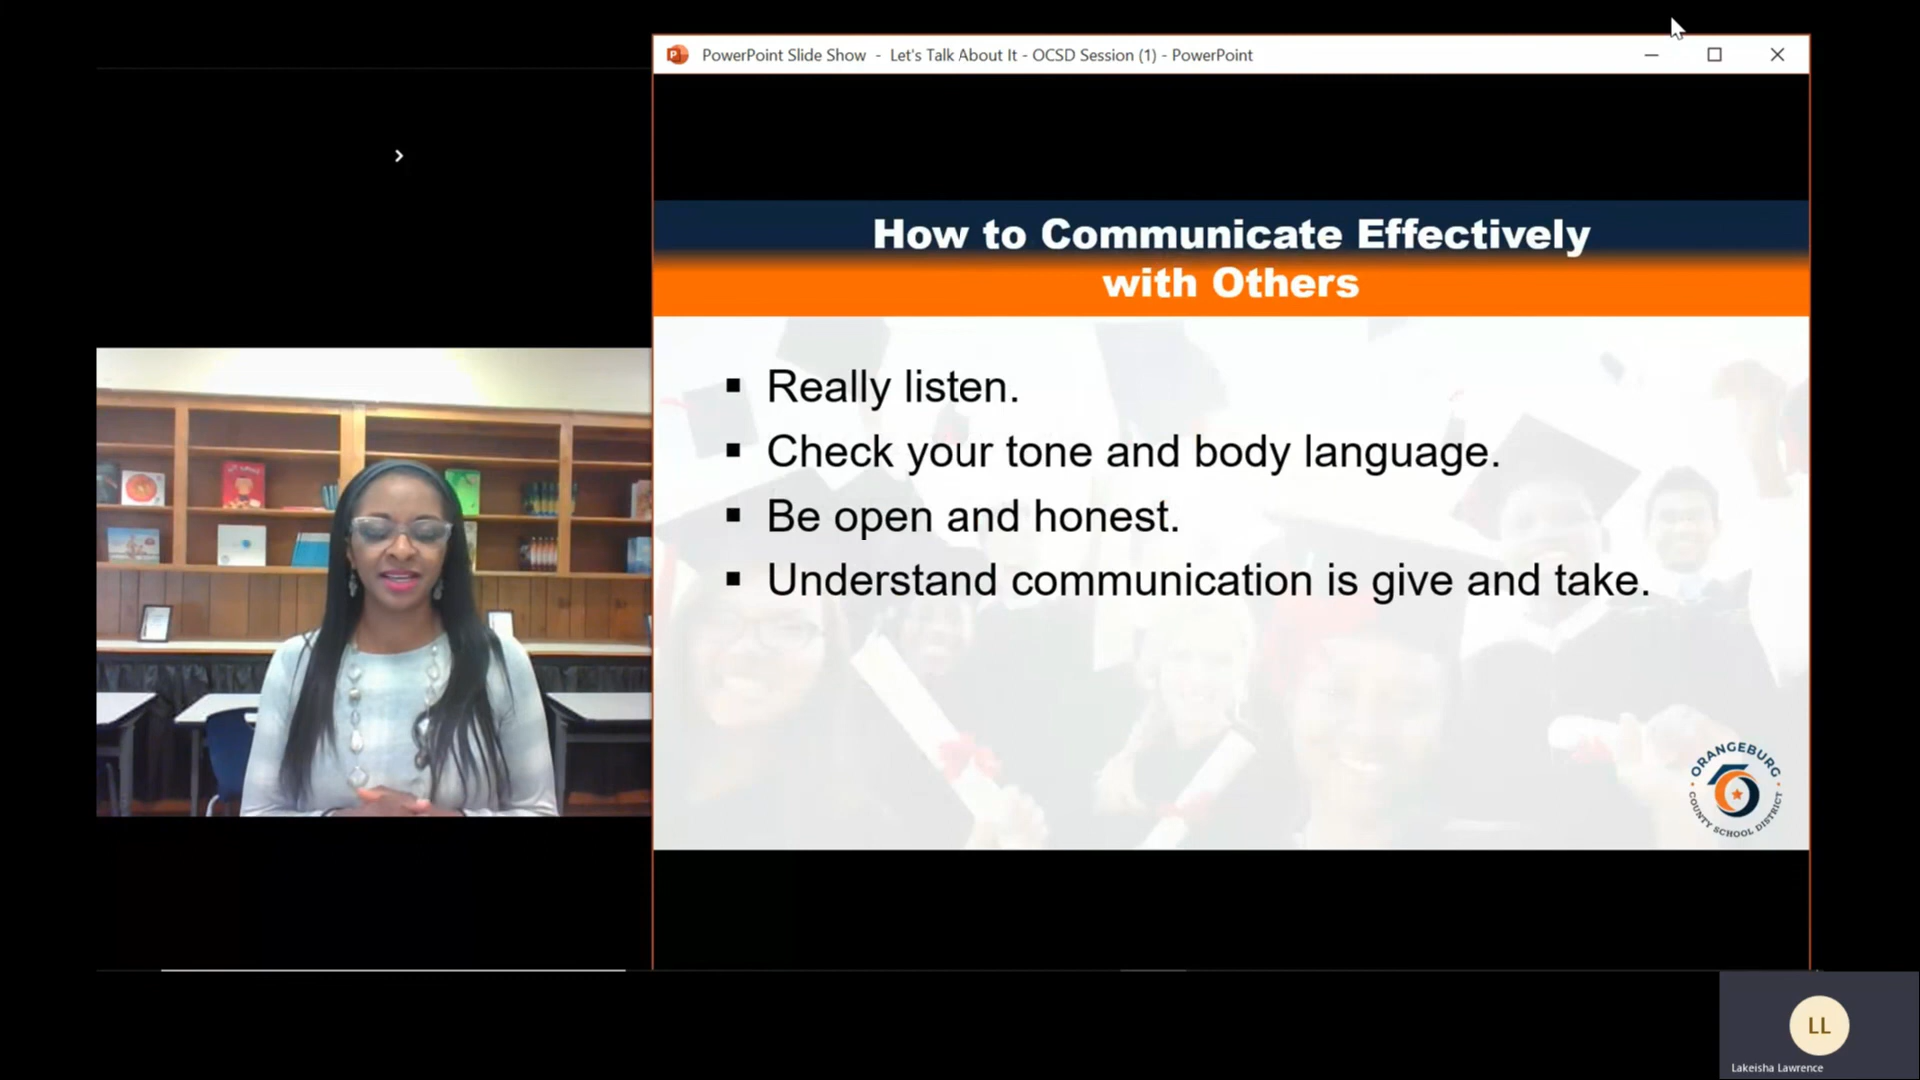 PowerPoint Slide Show - Let's Talk About It - OCSD Session (1) - PowerPoint
How to Communicate Effectively
with Others
▪ Really listen.
▪ Check your tone and body language.
▪ Be open and honest.
▪ Understand communication is give and take.
ORANGEBURG
COUNTY SCHOOL DISTRICT
LL
Lakeisha Lawrence